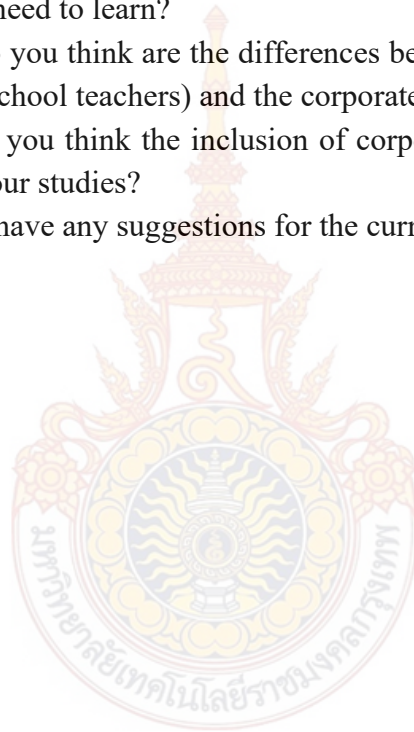 need to learn?
you think are the differences be
chool teachers) and the corporate
you think the inclusion of corp
our studies?
have any suggestions for the curr
มหาวิทยาลัยเทคโนโลยีราชมงคลกรุงเทพ